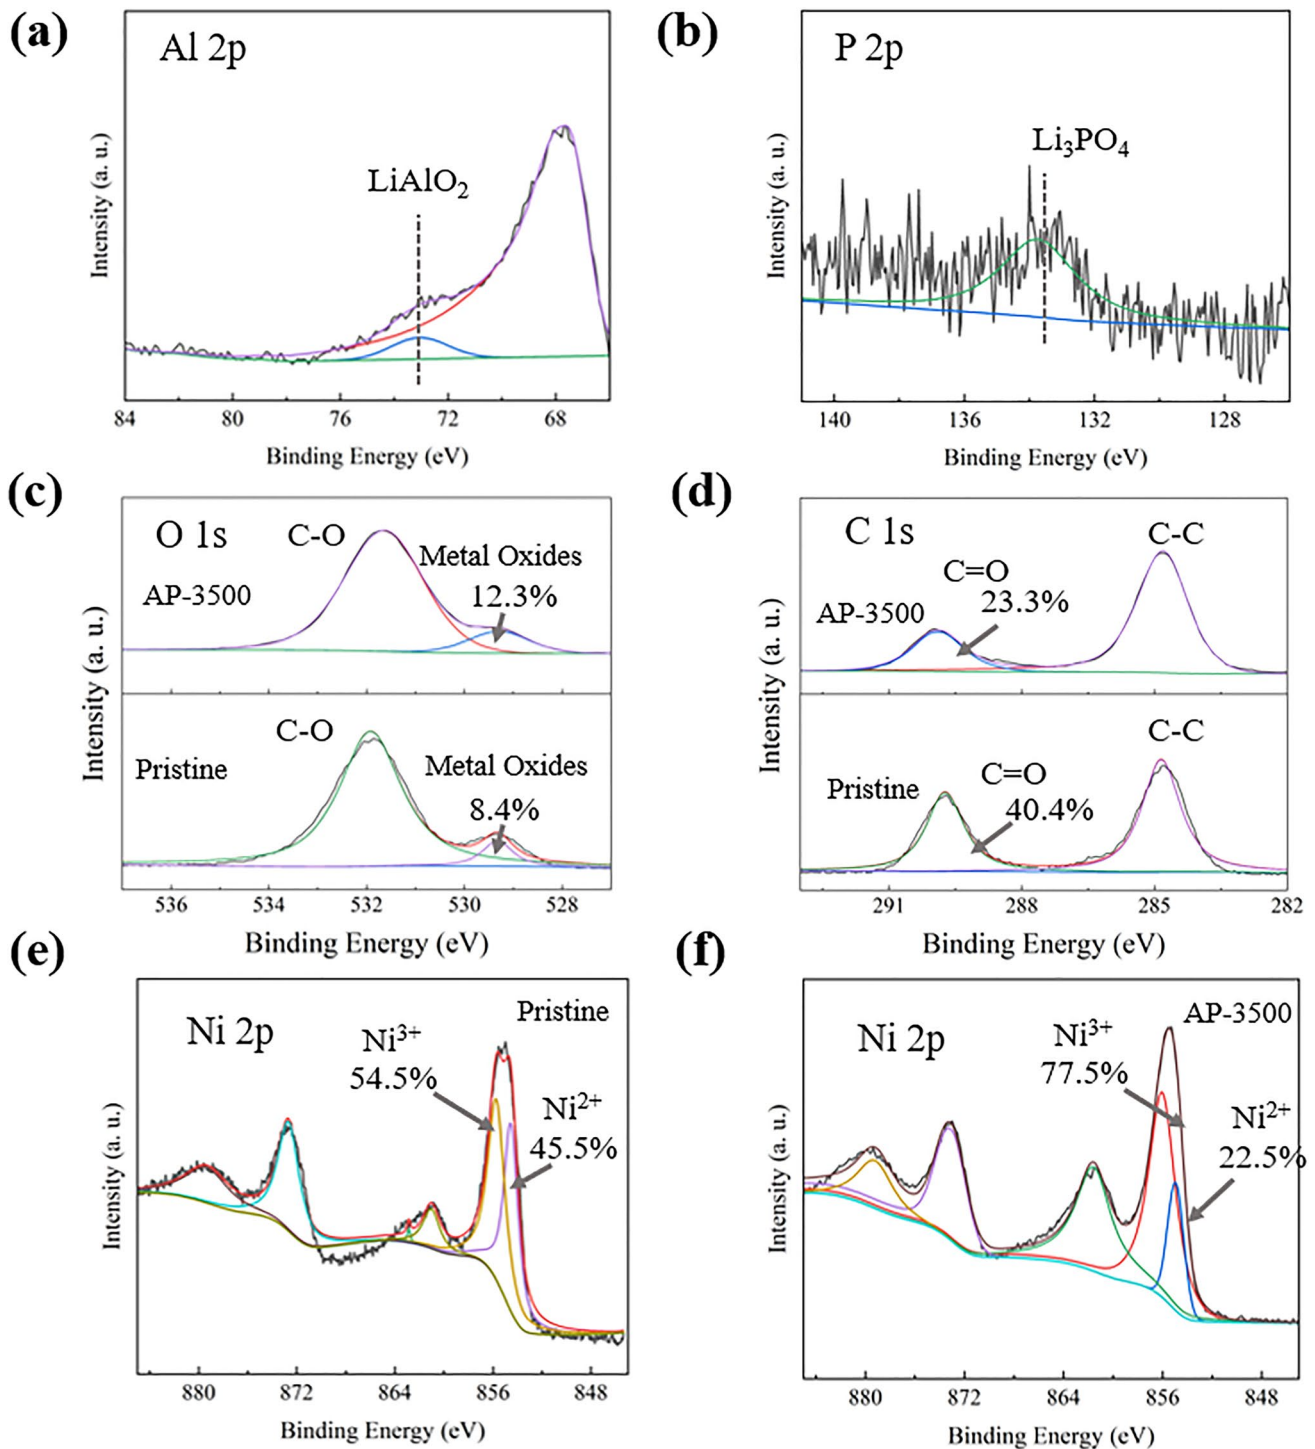 (a)
Al 2p
LiAlO₂
Intensity (a. u.)
84 80 76 72 68
Binding Energy (eV)
(b)
P 2p
Li₃PO₄
Intensity (a. u.)
140 136 132 128
Binding Energy (eV)
(c)
O 1s
C-O
Metal Oxides
12.3%
AP-3500
C-O
Metal Oxides
8.4%
Pristine
Intensity (a. u.)
536 534 532 530 528
Binding Energy (eV)
(d)
C 1s
C-C
C=O
23.3%
AP-3500
C-C
C=O
40.4%
Pristine
Intensity (a. u.)
291 288 285 282
Binding Energy (eV)
(e)
Pristine
Ni 2p
Ni³⁺
54.5%
Ni²⁺
45.5%
Intensity (a. u.)
880 872 864 856 848
Binding Energy (eV)
(f)
AP-3500
Ni 2p
Ni³⁺
77.5%
Ni²⁺
22.5%
Intensity (a. u.)
880 872 864 856 848
Binding Energy (eV)